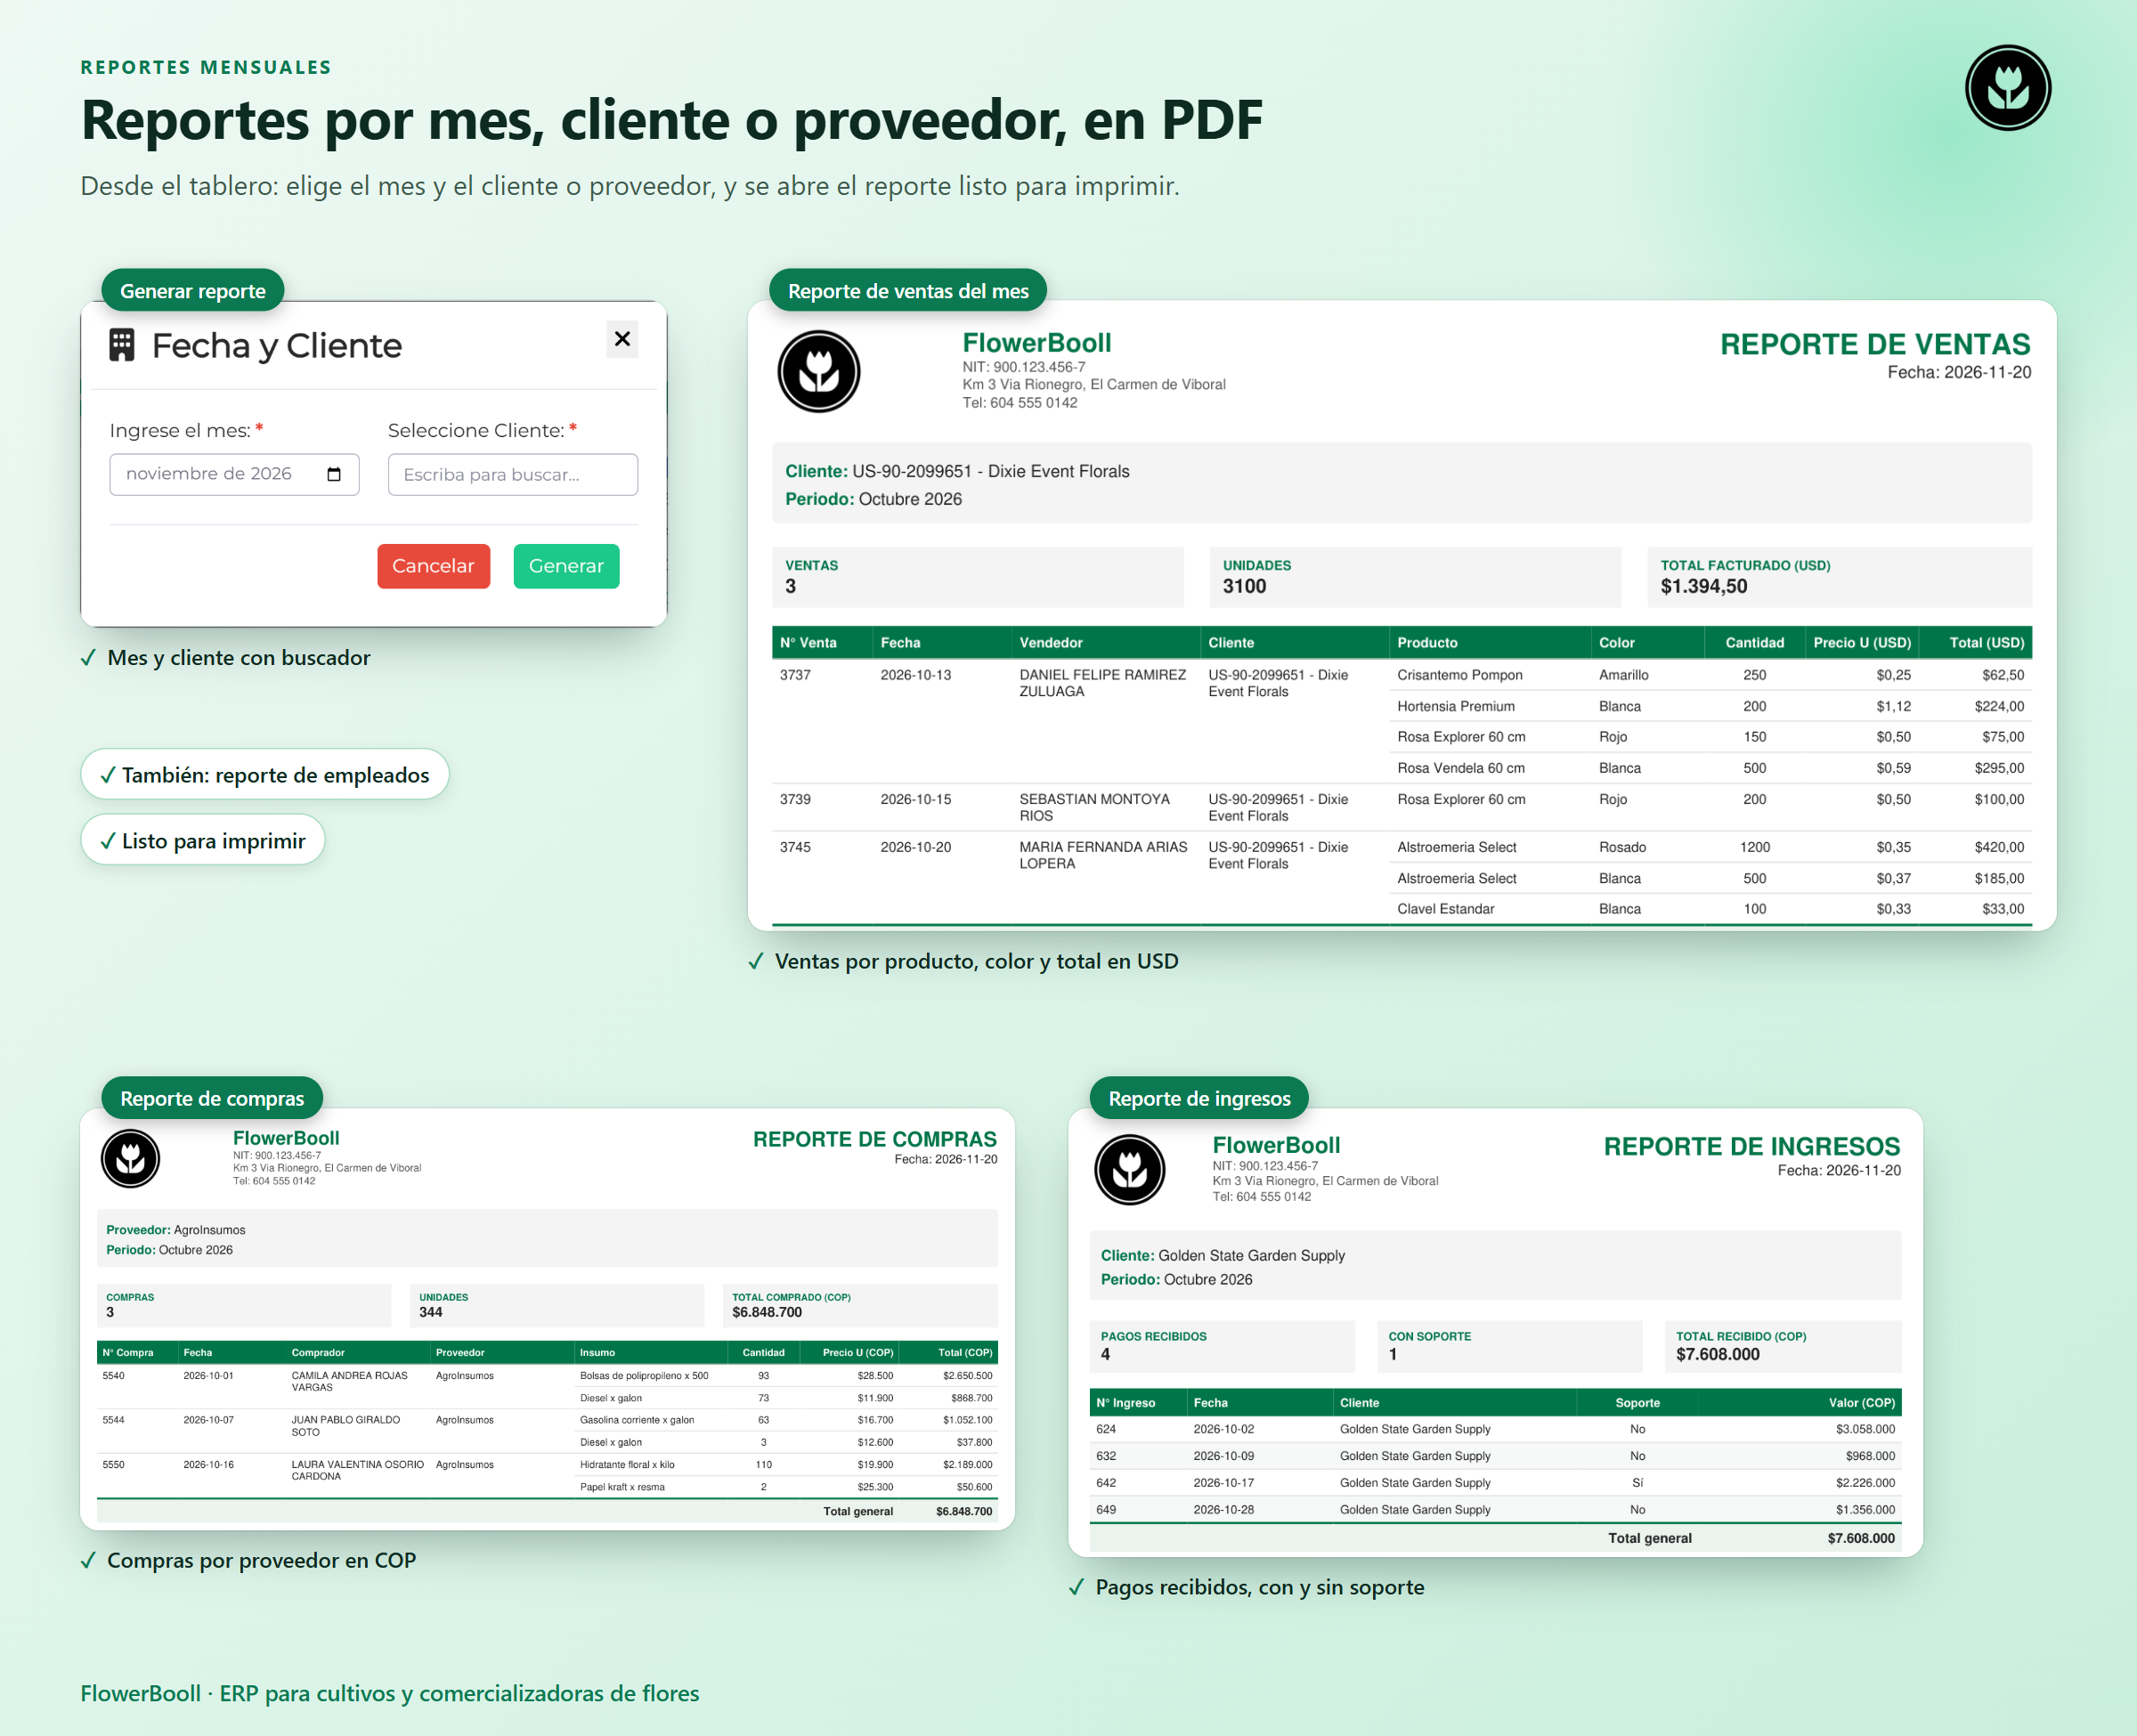 REPORTES MENSUALES
Reportes por mes, cliente o proveedor, en PDF
Desde el tablero: elige el mes y el cliente o proveedor, y se abre el reporte listo para imprimir.
Generar reporte
Fecha y Cliente
Ingrese el mes: *
Seleccione Cliente: *
noviembre de 2026
Escriba para buscar...
Cancelar
Generar
✓ Mes y cliente con buscador
✓ También: reporte de empleados
✓ Listo para imprimir
Reporte de ventas del mes
FlowerBooll
NIT: 900.123.456-7
Km 3 Via Rionegro, El Carmen de Viboral
Tel: 604 555 0142
REPORTE DE VENTAS
Fecha: 2026-11-20
Cliente: US-90-2099651 - Dixie Event Florals
Periodo: Octubre 2026
VENTAS
3
UNIDADES
3100
TOTAL FACTURADO (USD)
$1.394,50
N° Venta Fecha Vendedor Cliente Producto Color Cantidad Precio U (USD) Total (USD)
3737 2026-10-13 DANIEL FELIPE RAMIREZ US-90-2099651 - Dixie Crisantemo Pompon Amarillo 250 $0,25 $62,50
ZULUAGA Event Florals
Hortensia Premium Blanca 200 $1,12 $224,00
Rosa Explorer 60 cm Rojo 150 $0,50 $75,00
Rosa Vendela 60 cm Blanca 500 $0,59 $295,00
3739 2026-10-15 SEBASTIAN MONTOYA US-90-2099651 - Dixie Rosa Explorer 60 cm Rojo 200 $0,50 $100,00
RIOS Event Florals
3745 2026-10-20 MARIA FERNANDA ARIAS US-90-2099651 - Dixie Alstroemeria Select Rosado 1200 $0,35 $420,00
LOPERA Event Florals
Alstroemeria Select Blanca 500 $0,37 $185,00
Clavel Estandar Blanca 100 $0,33 $33,00
✓ Ventas por producto, color y total en USD
Reporte de compras
FlowerBooll
NIT: 900.123.456-7
Km 3 Via Rionegro, El Carmen de Viboral
Tel: 604 555 0142
REPORTE DE COMPRAS
Fecha: 2026-11-20
Proveedor: AgroInsumos
Periodo: Octubre 2026
COMPRAS
3
UNIDADES
344
TOTAL COMPRADO (COP)
$6.848.700
N° Compra Fecha Comprador Proveedor Insumo Cantidad Precio U (COP) Total (COP)
5540 2026-10-01 CAMILA ANDREA ROJAS AgroInsumos Bolsas de polipropileno x 500 93 $28.500 $2.650.500
VARGAS
Diesel x galon 73 $11.900 $868.700
5544 2026-10-07 JUAN PABLO GIRALDO AgroInsumos Gasolina corriente x galon 63 $16.700 $1.052.100
SOTO
Diesel x galon 3 $12.600 $37.800
5550 2026-10-16 LAURA VALENTINA OSORIO AgroInsumos Hidratante floral x kilo 110 $19.900 $2.189.000
CARDONA
Papel kraft x resma 2 $25.300 $50.600
Total general $6.848.700
✓ Compras por proveedor en COP
Reporte de ingresos
FlowerBooll
NIT: 900.123.456-7
Km 3 Via Rionegro, El Carmen de Viboral
Tel: 604 555 0142
REPORTE DE INGRESOS
Fecha: 2026-11-20
Cliente: Golden State Garden Supply
Periodo: Octubre 2026
PAGOS RECIBIDOS
4
CON SOPORTE
1
TOTAL RECIBIDO (COP)
$7.608.000
N° Ingreso Fecha Cliente Soporte Valor (COP)
624 2026-10-02 Golden State Garden Supply No $3.058.000
632 2026-10-09 Golden State Garden Supply No $968.000
642 2026-10-17 Golden State Garden Supply Sí $2.226.000
649 2026-10-28 Golden State Garden Supply No $1.356.000
Total general $7.608.000
✓ Pagos recibidos, con y sin soporte
FlowerBooll · ERP para cultivos y comercializadoras de flores